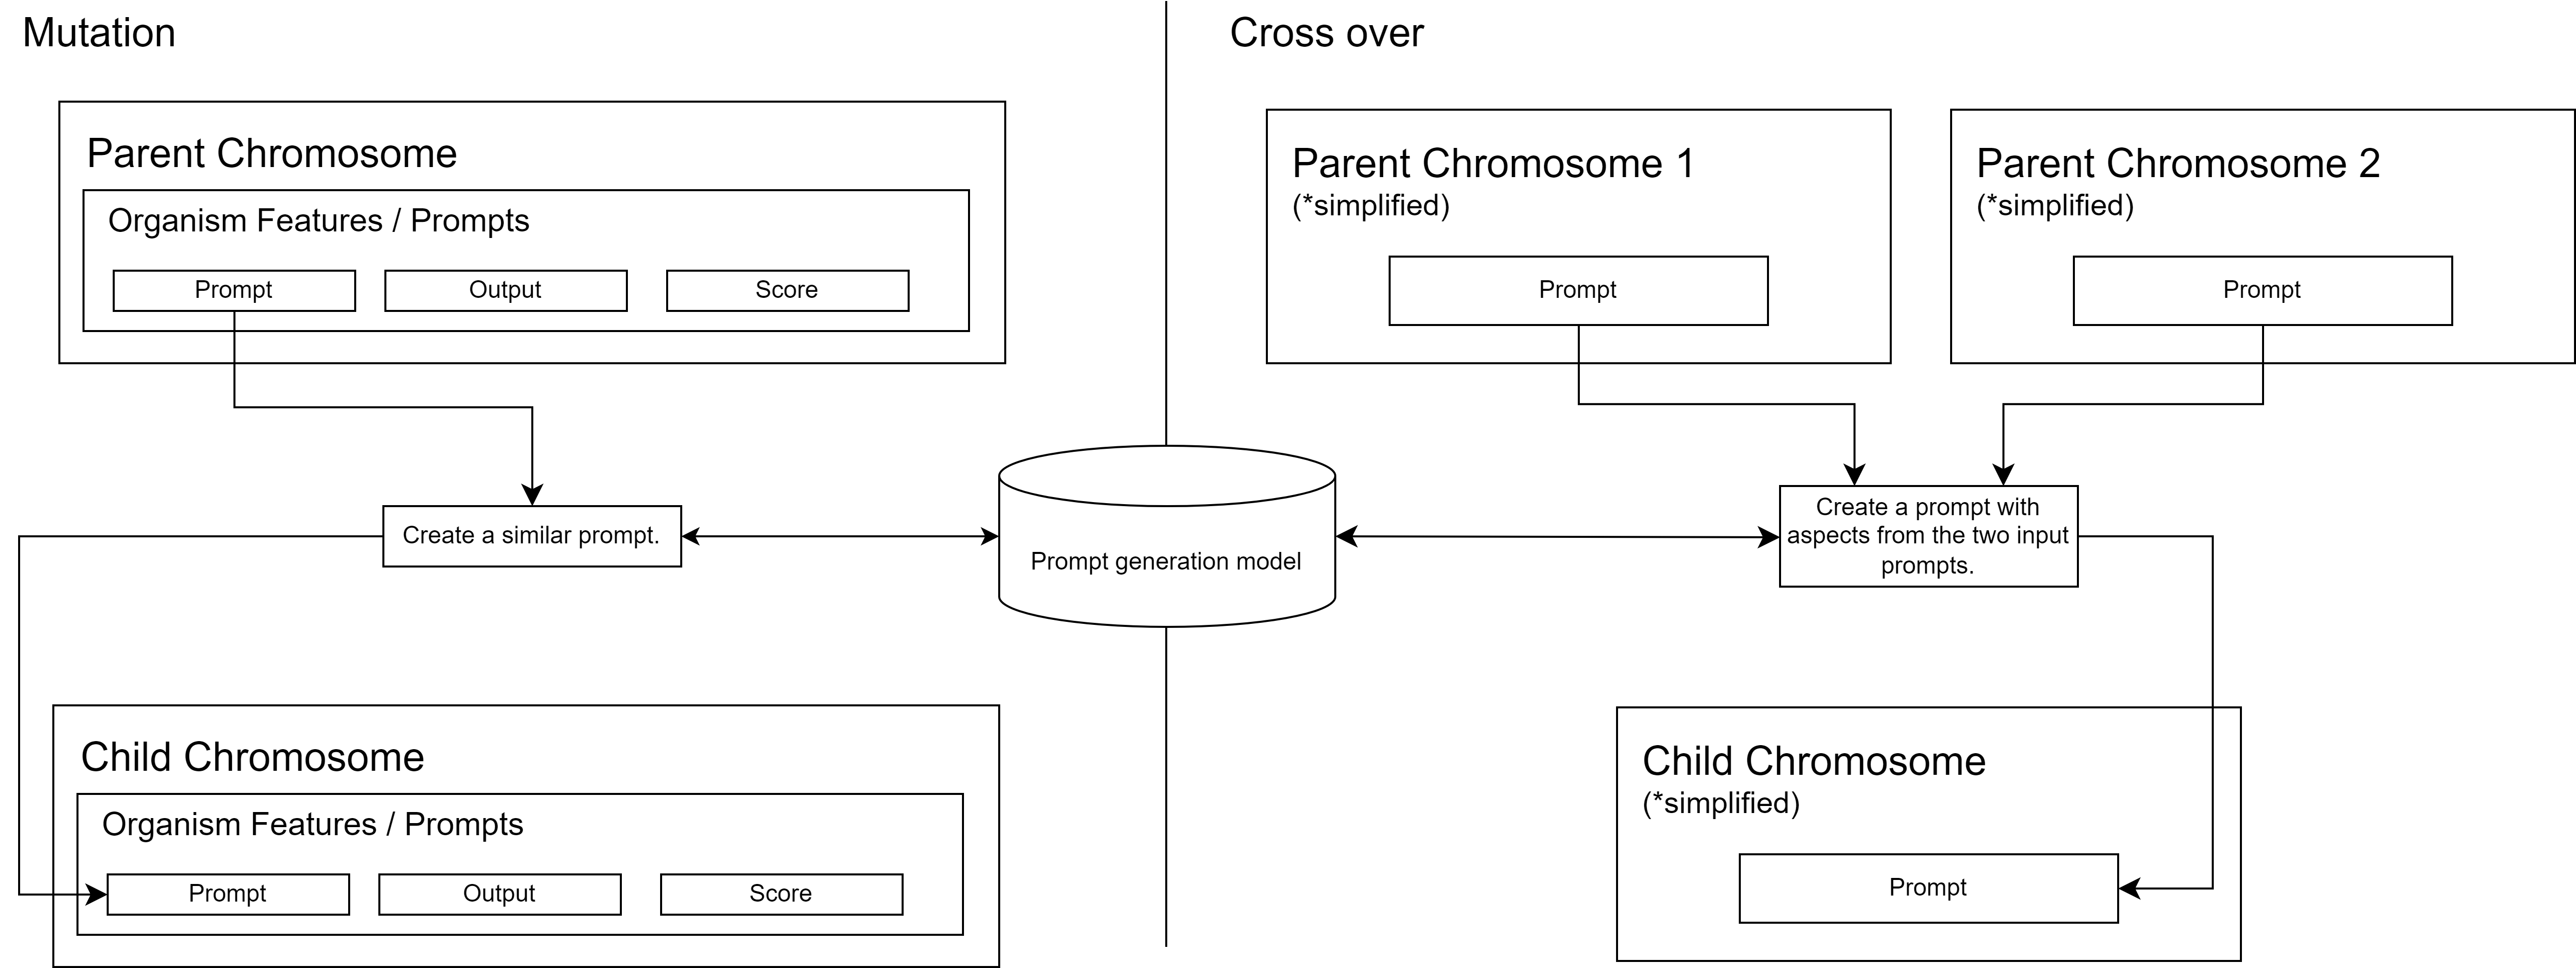 Mutation
Parent Chromosome
Organism Features / Prompts
Prompt
Output
Score
Create a similar prompt.
Child Chromosome
Organism Features / Prompts
Prompt
Output
Score
Prompt generation model
Cross over
Parent Chromosome 1
(*simplified)
Prompt
Parent Chromosome 2
(*simplified)
Prompt
Create a prompt with
aspects from the two input
prompts.
Child Chromosome
(*simplified)
Prompt